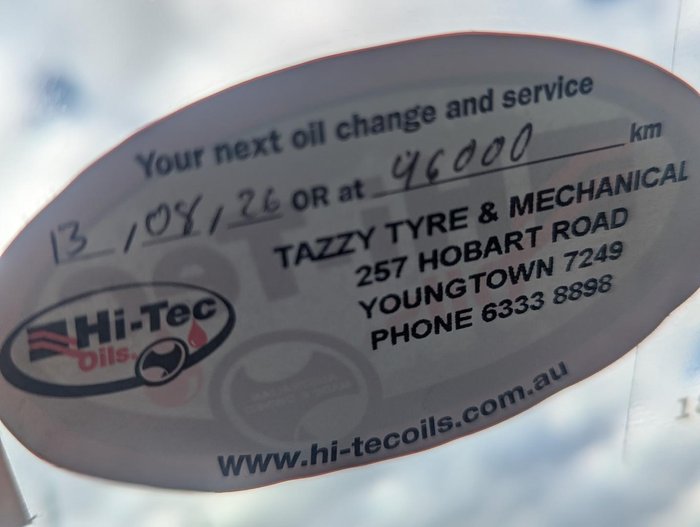 Your next oil change and service
13 / 08 / 26 OR at 96000 km
TAZZY TYRE & MECHANICAL
257 HOBART ROAD
YOUNGTOWN 7249
PHONE 6333 8898
Hi-Tec
Oils.
www.hi-tecoils.com.au